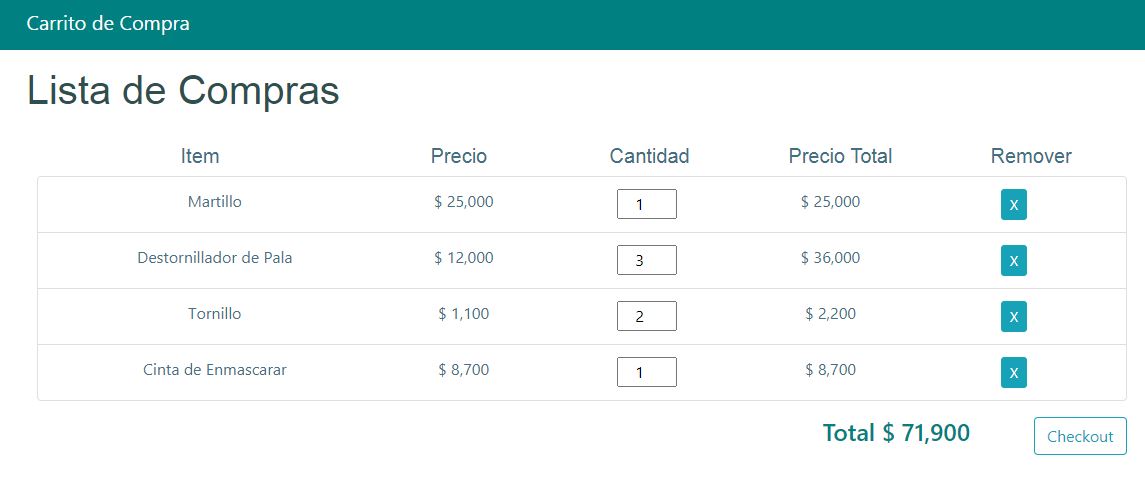 Carrito de Compra
Lista de Compras
Item Precio Cantidad Precio Total Remover
Martillo $ 25,000 1 $ 25,000 X
Destornillador de Pala $ 12,000 3 $ 36,000 X
Tornillo $ 1,100 2 $ 2,200 X
Cinta de Enmascarar $ 8,700 1 $ 8,700 X
Total $ 71,900 Checkout